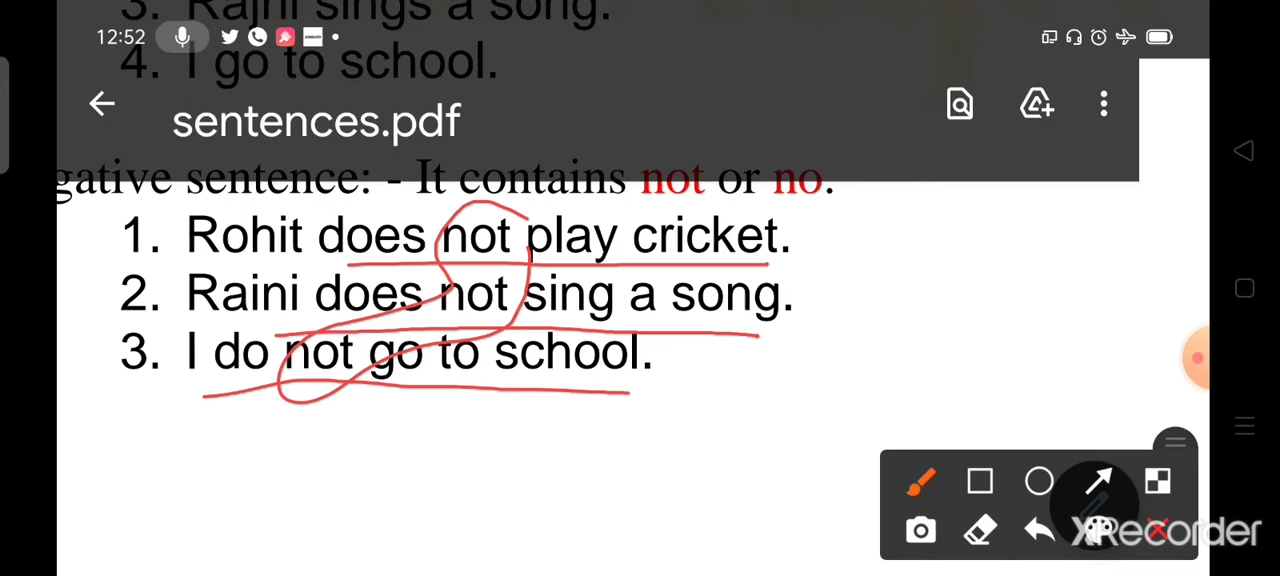 3. Rajni sings a song.
12:52
4. I go to school.
sentences.pdf
gative sentence: - It contains not or no.
1. Rohit does not play cricket.
2. Raini does not sing a song.
3. I do not go to school.
XRecorder